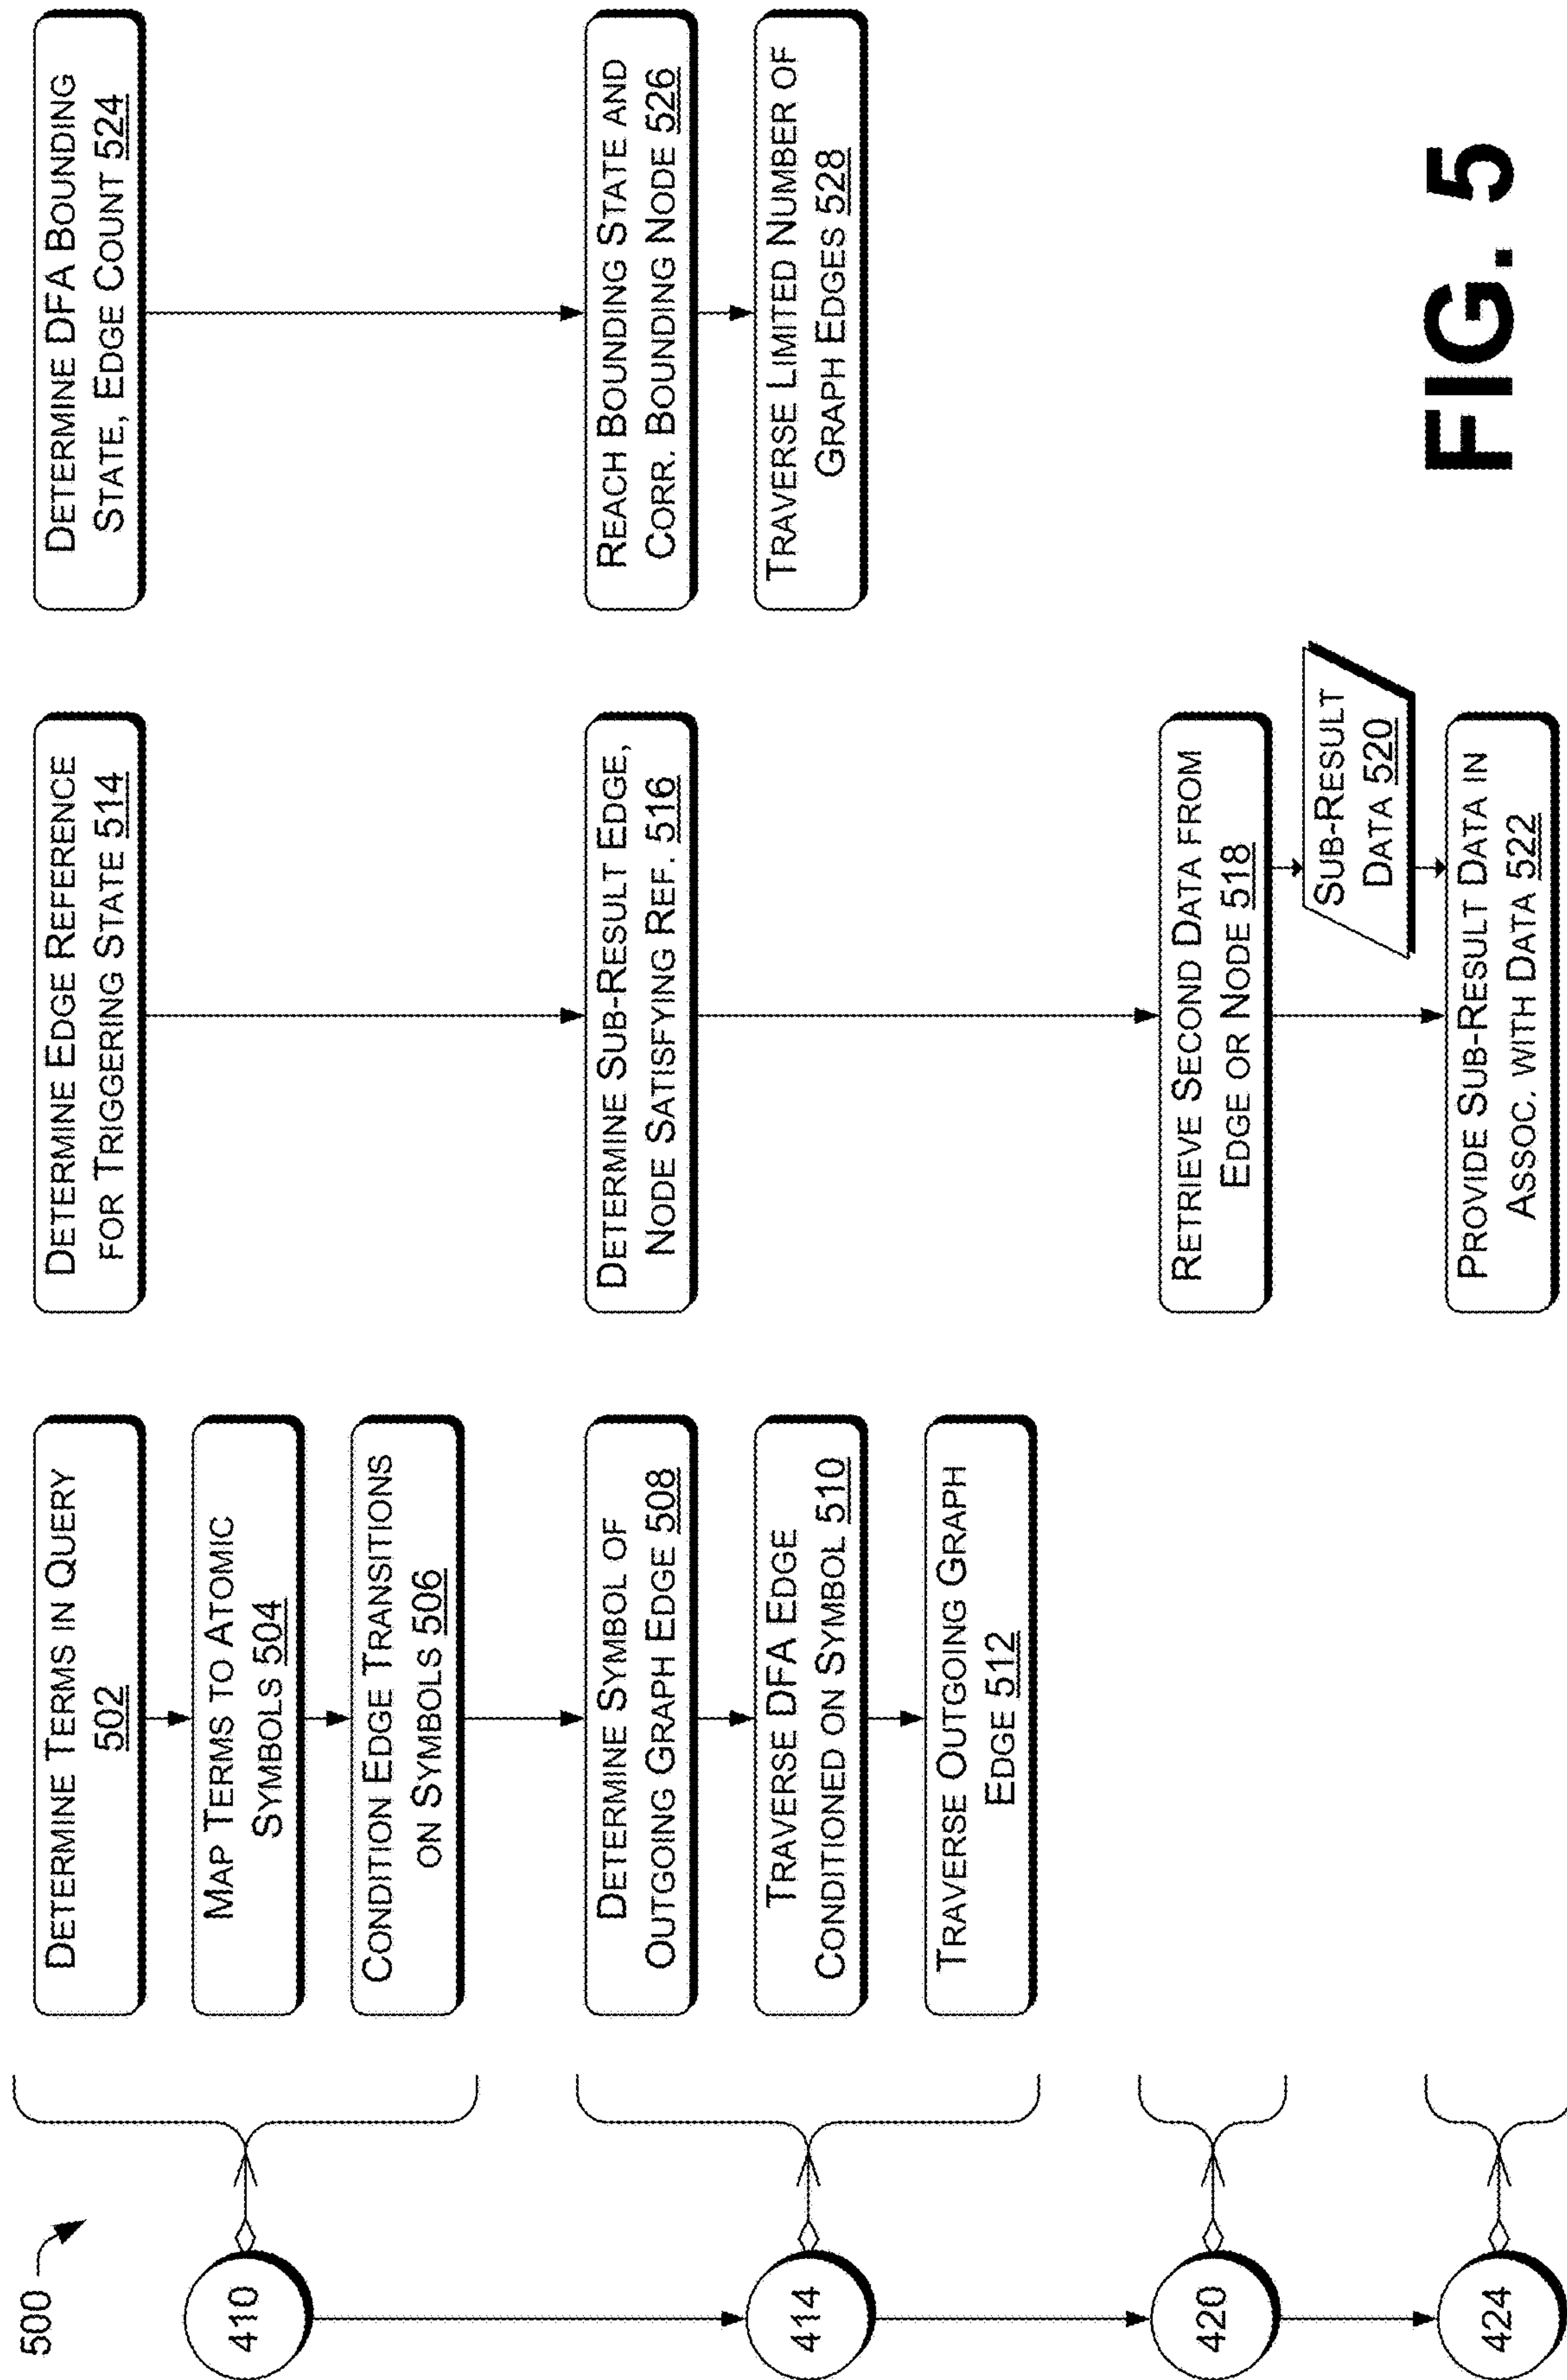 500
410
414
420
424
DETERMINE TERMS IN QUERY
502
MAP TERMS TO ATOMIC
SYMBOLS 504
CONDITION EDGE TRANSITIONS
ON SYMBOLS 506
DETERMINE SYMBOL OF
OUTGOING GRAPH EDGE 508
TRAVERSE DFA EDGE
CONDITIONED ON SYMBOL 510
TRAVERSE OUTGOING GRAPH
EDGE 512
DETERMINE EDGE REFERENCE
FOR TRIGGERING STATE 514
DETERMINE SUB-RESULT EDGE,
NODE SATISFYING REF. 516
RETRIEVE SECOND DATA FROM
EDGE OR NODE 518
SUB-RESULT
DATA 520
PROVIDE SUB-RESULT DATA IN
ASSOC. WITH DATA 522
DETERMINE DFA BOUNDING
STATE, EDGE COUNT 524
REACH BOUNDING STATE AND
CORR. BOUNDING NODE 526
TRAVERSE LIMITED NUMBER OF
GRAPH EDGES 528
FIG. 5